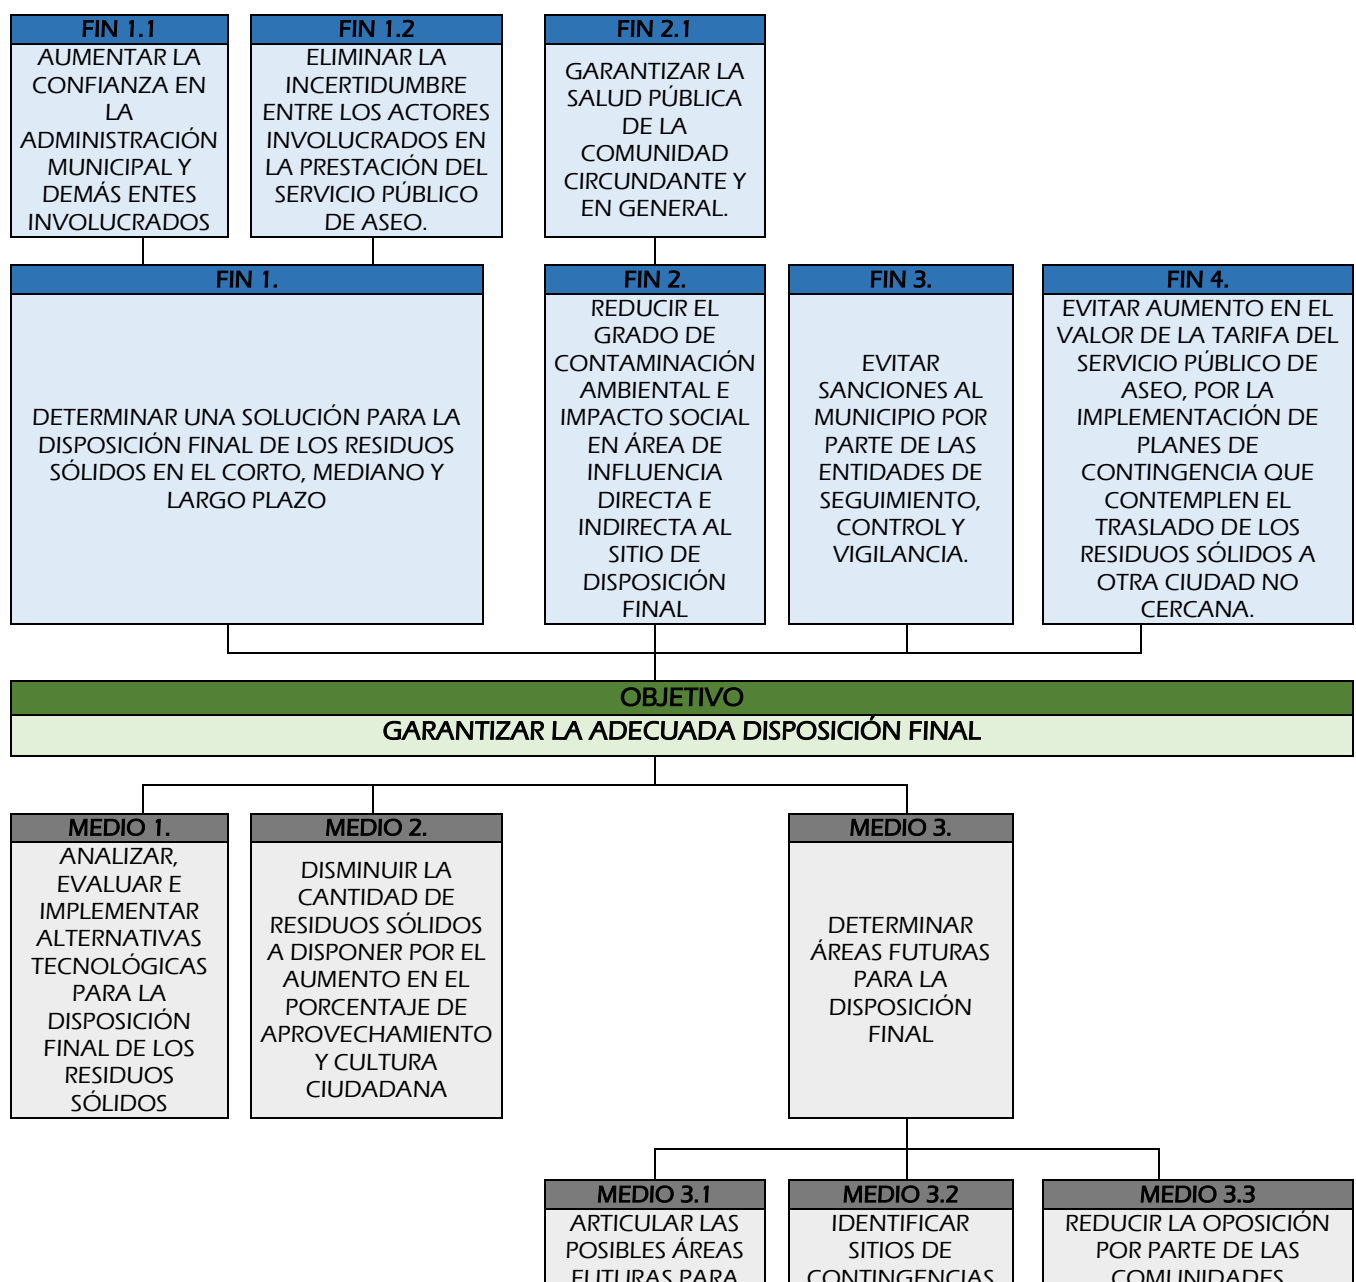 FIN 1.1
AUMENTAR LA
CONFIANZA EN
LA
ADMINISTRACIÓN
MUNICIPAL Y
DEMÁS ENTES
INVOLUCRADOS
FIN 1.2
ELIMINAR LA
INCERTIDUMBRE
ENTRE LOS ACTORES
INVOLUCRADOS EN
LA PRESTACIÓN DEL
SERVICIO PÚBLICO
DE ASEO.
FIN 2.1
GARANTIZAR LA
SALUD PÚBLICA
DE LA
COMUNIDAD
CIRCUNDANTE Y
EN GENERAL.
FIN 1.
DETERMINAR UNA SOLUCIÓN PARA LA
DISPOSICIÓN FINAL DE LOS RESIDUOS
SÓLIDOS EN EL CORTO, MEDIANO Y
LARGO PLAZO
FIN 2.
REDUCIR EL
GRADO DE
CONTAMINACIÓN
AMBIENTAL E
IMPACTO SOCIAL
EN ÁREA DE
INFLUENCIA
DIRECTA E
INDIRECTA AL
SITIO DE
DISPOSICIÓN
FINAL
FIN 3.
EVITAR
SANCIONES AL
MUNICIPIO POR
PARTE DE LAS
ENTIDADES DE
SEGUIMIENTO,
CONTROL Y
VIGILANCIA.
FIN 4.
EVITAR AUMENTO EN EL
VALOR DE LA TARIFA DEL
SERVICIO PÚBLICO DE
ASEO, POR LA
IMPLEMENTACIÓN DE
PLANES DE
CONTINGENCIA QUE
CONTEMPLEN EL
TRASLADO DE LOS
RESIDUOS SÓLIDOS A
OTRA CIUDAD NO
CERCANA.
OBJETIVO
GARANTIZAR LA ADECUADA DISPOSICIÓN FINAL
MEDIO 1.
ANALIZAR,
EVALUAR E
IMPLEMENTAR
ALTERNATIVAS
TECNOLÓGICAS
PARA LA
DISPOSICIÓN
FINAL DE LOS
RESIDUOS
SÓLIDOS
MEDIO 2.
DISMINUIR LA
CANTIDAD DE
RESIDUOS SÓLIDOS
A DISPONER POR EL
AUMENTO EN EL
PORCENTAJE DE
APROVECHAMIENTO
Y CULTURA
CIUDADANA
MEDIO 3.
DETERMINAR
ÁREAS FUTURAS
PARA LA
DISPOSICIÓN
FINAL
MEDIO 3.1
ARTICULAR LAS
POSIBLES ÁREAS
FUTURAS PARA
MEDIO 3.2
IDENTIFICAR
SITIOS DE
CONTINGENCIAS
MEDIO 3.3
REDUCIR LA OPOSICIÓN
POR PARTE DE LAS
COMUNIDADES